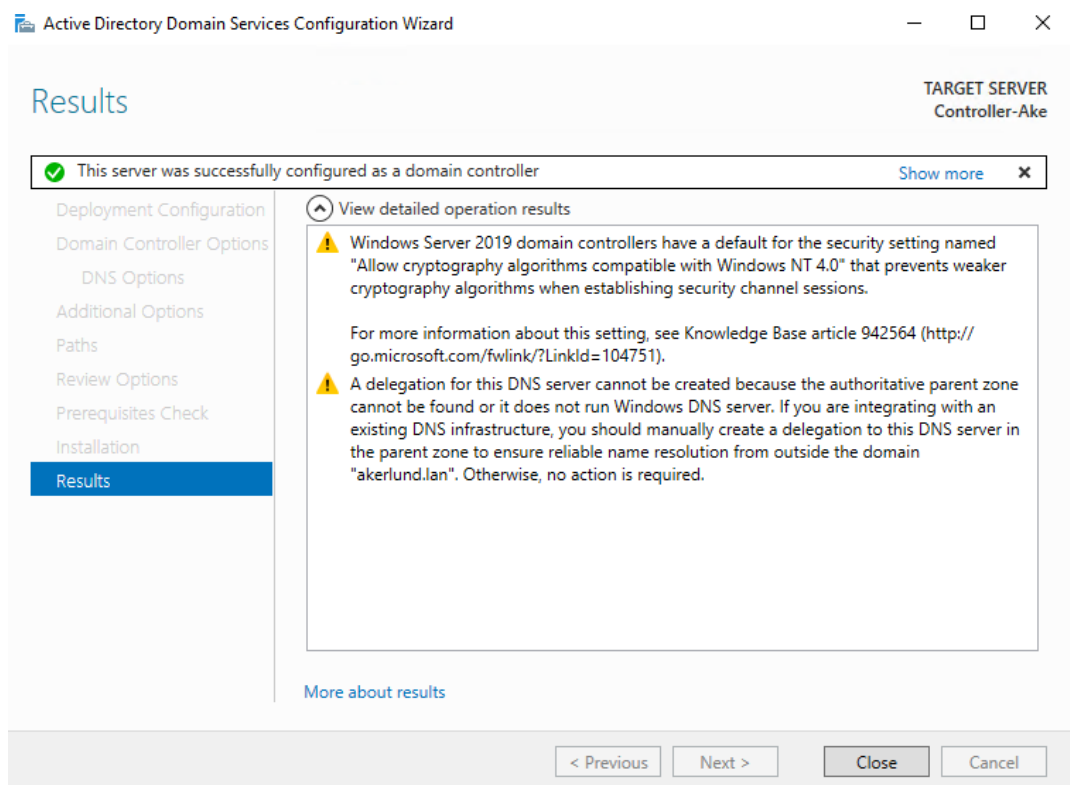 Active Directory Domain Services Configuration Wizard
Results
TARGET SERVER
Controller-Ake
This server was successfully configured as a domain controller
Show more
Deployment Configuration
Domain Controller Options
DNS Options
Additional Options
Paths
Review Options
Prerequisites Check
Installation
Results
View detailed operation results
Windows Server 2019 domain controllers have a default for the security setting named
"Allow cryptography algorithms compatible with Windows NT 4.0" that prevents weaker
cryptography algorithms when establishing security channel sessions.
For more information about this setting, see Knowledge Base article 942564 (http://
go.microsoft.com/fwlink/?LinkId=104751).
A delegation for this DNS server cannot be created because the authoritative parent zone
cannot be found or it does not run Windows DNS server. If you are integrating with an
existing DNS infrastructure, you should manually create a delegation to this DNS server in
the parent zone to ensure reliable name resolution from outside the domain
"akerlund.lan". Otherwise, no action is required.
More about results
< Previous
Next >
Close
Cancel